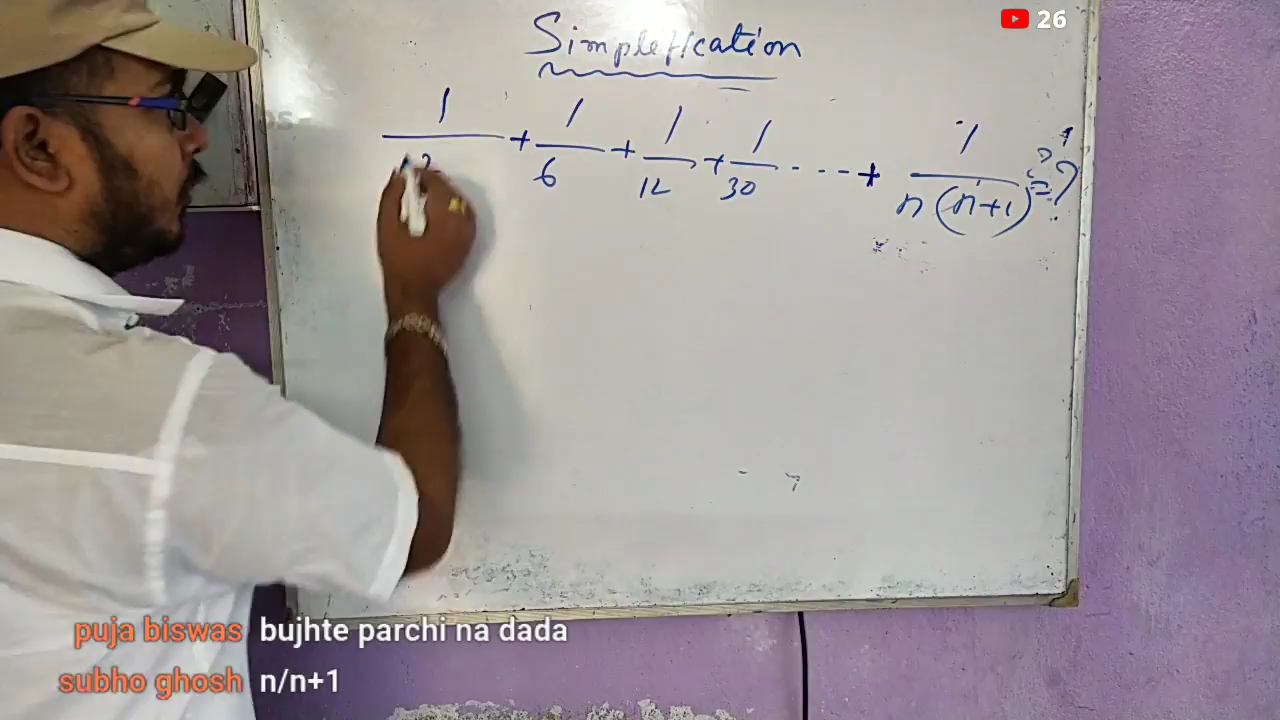 26
Simplefication
1/ + 1/6 + 1/12 + 1/30 ----+ 1/n(n+1) = ?
puja biswas bujhte parchi na dada
subho ghosh n/n+1